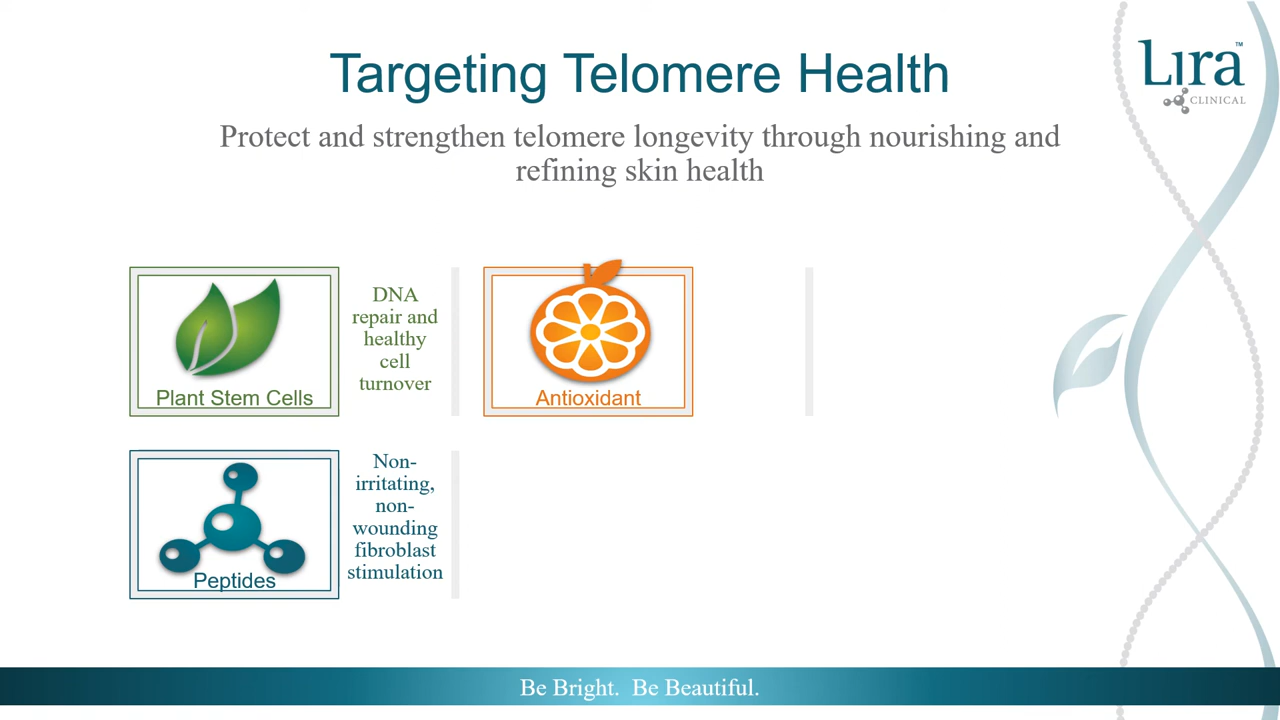 Targeting Telomere Health
Lira™
CLINICAL
Protect and strengthen telomere longevity through nourishing and
refining skin health
Plant Stem Cells
DNA
repair and
healthy
cell
turnover
Antioxidant
Peptides
Non-
irritating,
non-
wounding
fibroblast
stimulation
Be Bright.  Be Beautiful.